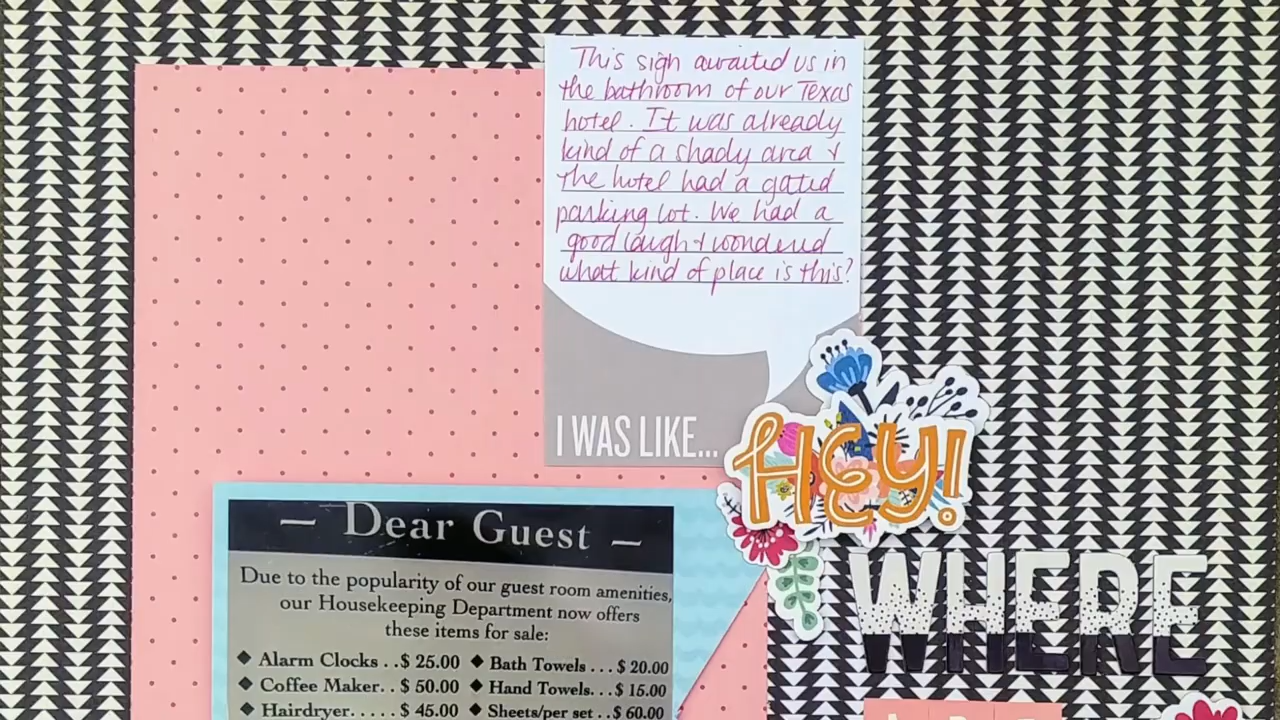 This sign awaited us in
the bathroom of our Texas
hotel. It was already
kind of a shady area &
the hotel had a gated
parking lot. We had a
good laugh & wondered
what kind of place is this?
I WAS LIKE...
HEY!
— Dear Guest —
Due to the popularity of our guest room amenities,
our Housekeeping Department now offers
these items for sale:
◆ Alarm Clocks . . $ 25.00 ◆ Bath Towels . . . $ 20.00
◆ Coffee Maker. . $ 50.00 ◆ Hand Towels. . . $ 15.00
◆ Hairdryer. . . . . $ 45.00 ◆ Sheets/per set . . $ 60.00
WHERE